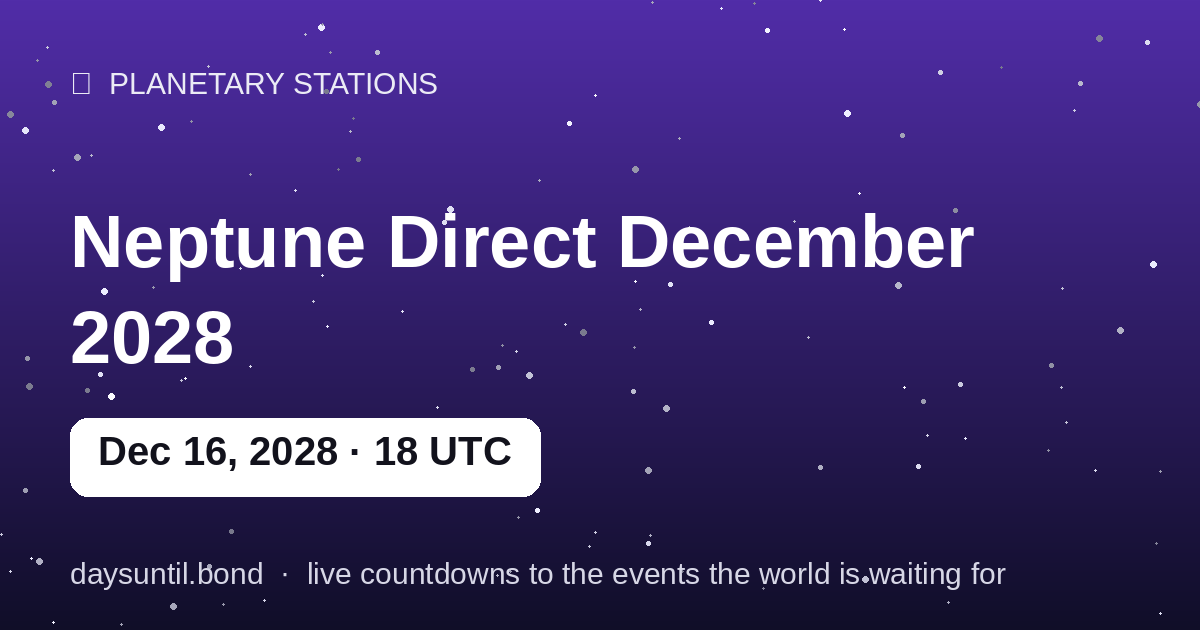 PLANETARY STATIONS
Neptune Direct December
2028
Dec 16, 2028 · 18 UTC
daysuntil.bond · live countdowns to the events the world is waiting for